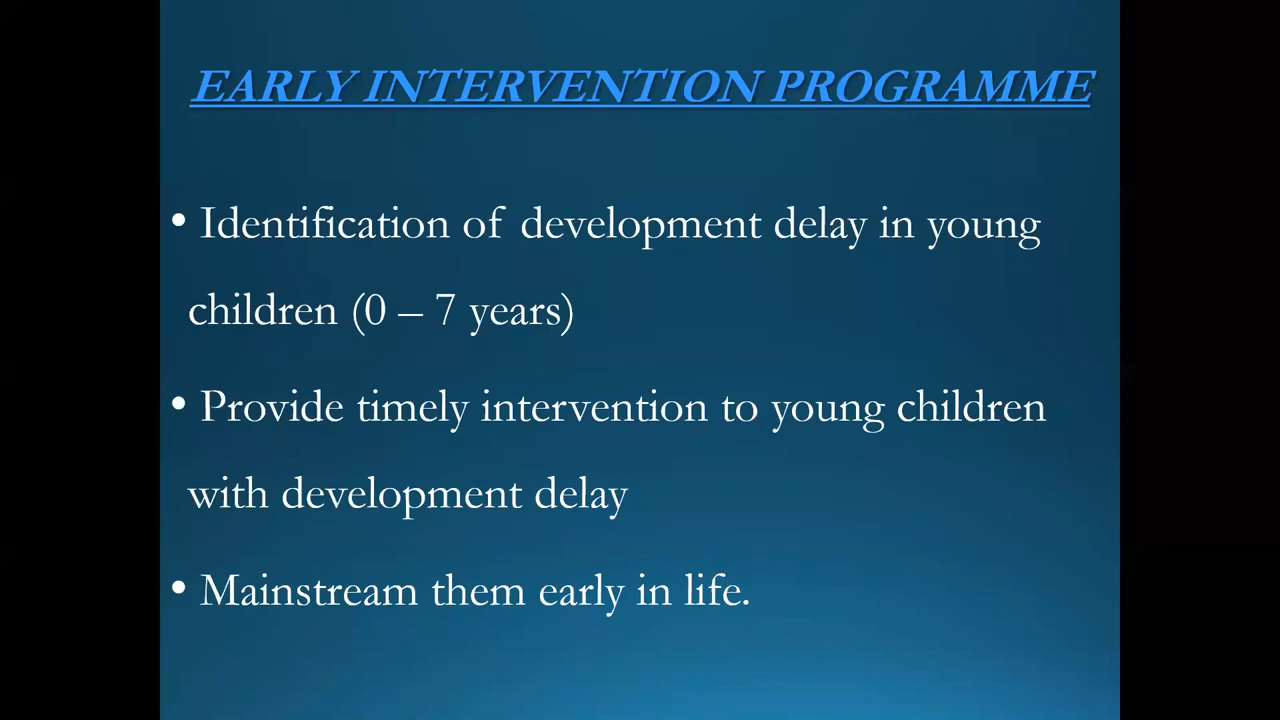 EARLY INTERVENTION PROGRAMME
• Identification of development delay in young
children (0 – 7 years)
• Provide timely intervention to young children
with development delay
• Mainstream them early in life.